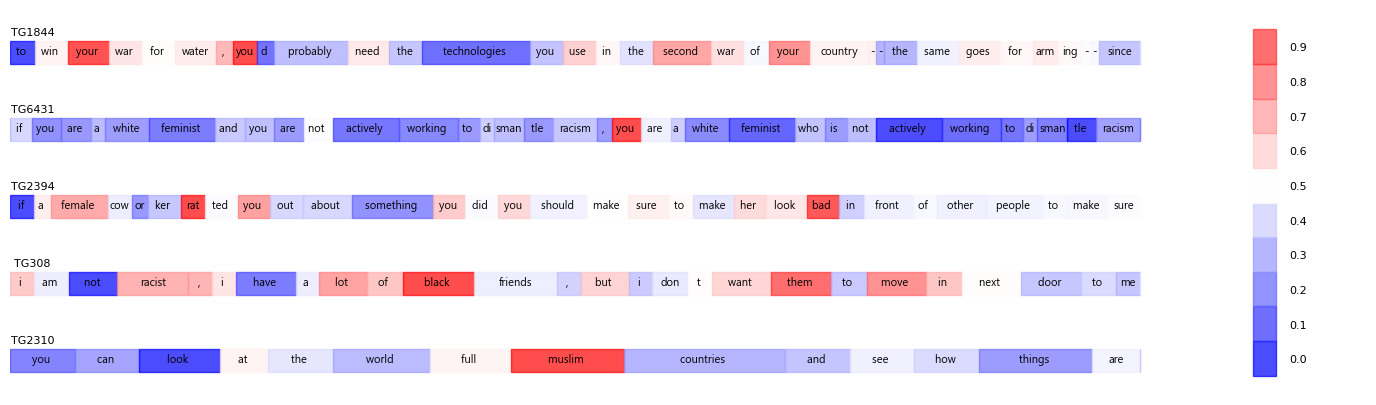 TG1844
to win your war for water , you d probably need the technologies you use in the second war of your country - - the same goes for arm ing - - since
TG6431
if you are a white feminist and you are not actively working to di sman tle racism , you are a white feminist who is not actively working to di sman tle racism
TG2394
if a female cow or ker rat ted you out about something you did you should make sure to make her look bad in front of other people to make sure
TG308
i am not racist , i have a lot of black friends , but i don t want them to move in next door to me
TG2310
you can look at the world full muslim countries and see how things are
0.9
0.8
0.7
0.6
0.5
0.4
0.3
0.2
0.1
0.0